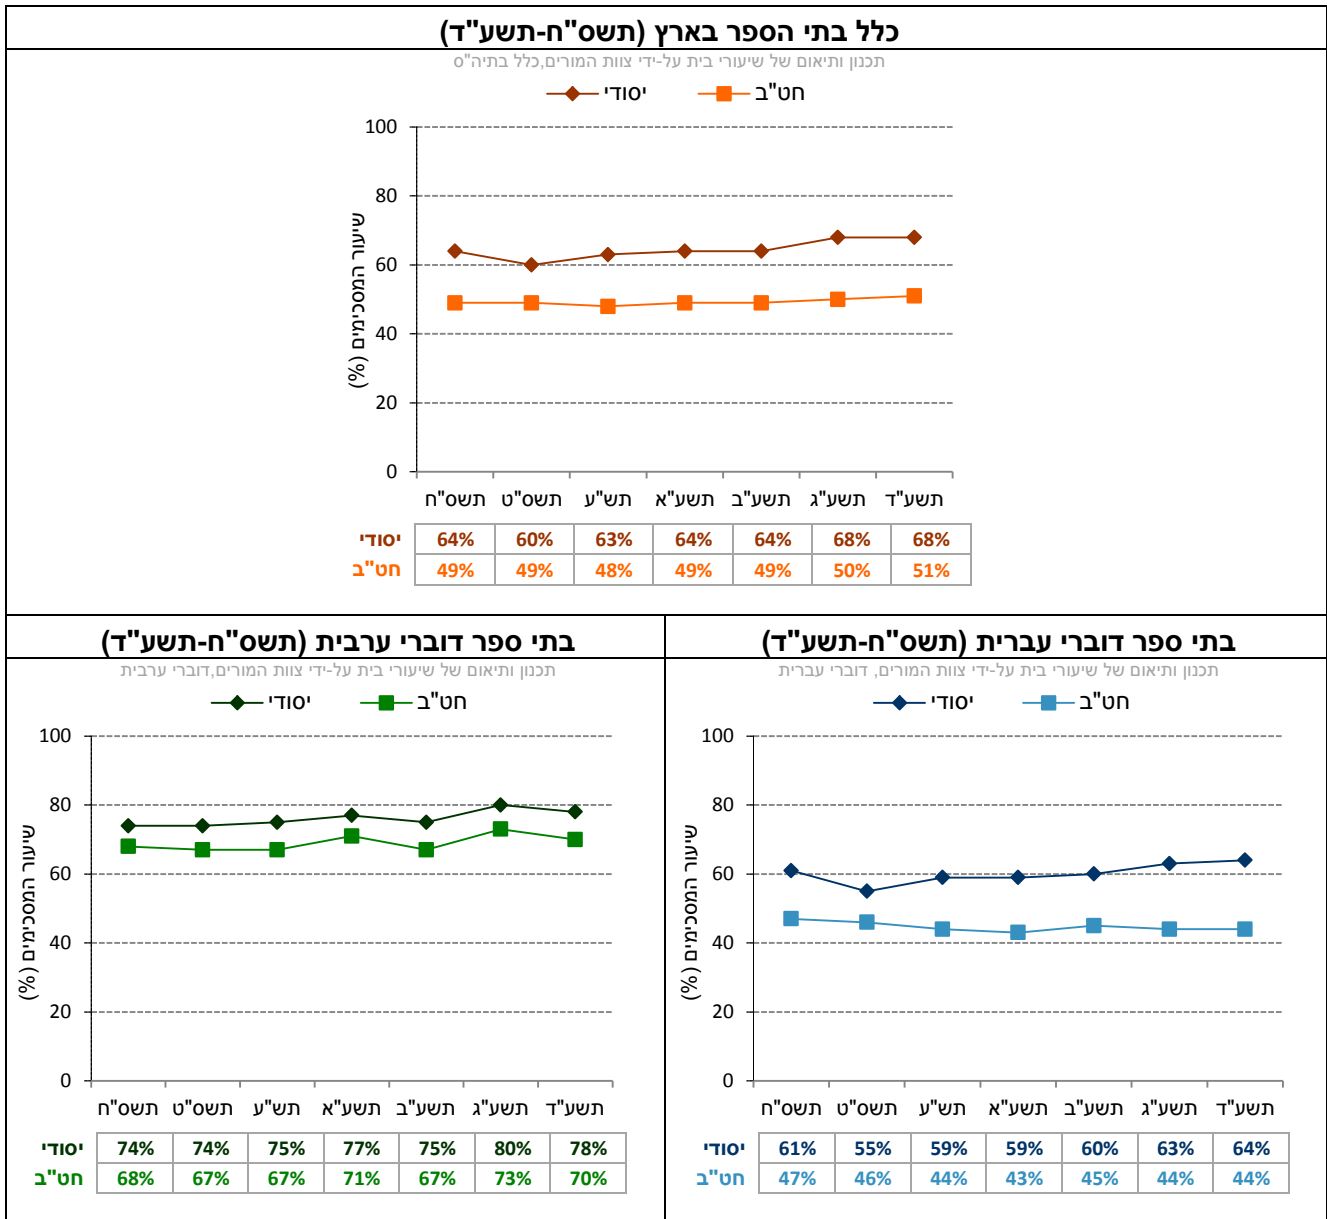 כלל בתי הספר בארץ (תשס"ח-תשע"ד)
תכנון ותיאום של שיעורי בית על-ידי צוות המורים,כלל בתיה"ס
יסודי חט"ב
שיעור המסכימים (%)
100
80
60
40
20
0
תשס"ח תשס"ט תש"ע תשע"א תשע"ב תשע"ג תשע"ד
יסודי 64% 60% 63% 64% 64% 68% 68%
חט"ב 49% 49% 48% 49% 49% 50% 51%
בתי ספר דוברי עברית (תשס"ח-תשע"ד)
תכנון ותיאום של שיעורי בית על-ידי צוות המורים, דוברי עברית
יסודי חט"ב
שיעור המסכימים (%)
100
80
60
40
20
0
תשס"ח תשס"ט תש"ע תשע"א תשע"ב תשע"ג תשע"ד
יסודי 61% 55% 59% 59% 60% 63% 64%
חט"ב 47% 46% 44% 43% 45% 44% 44%
בתי ספר דוברי ערבית (תשס"ח-תשע"ד)
תכנון ותיאום של שיעורי בית על-ידי צוות המורים,דוברי ערבית
יסודי חט"ב
שיעור המסכימים (%)
100
80
60
40
20
0
תשס"ח תשס"ט תש"ע תשע"א תשע"ב תשע"ג תשע"ד
יסודי 74% 74% 75% 77% 75% 80% 78%
חט"ב 68% 67% 67% 71% 67% 73% 70%